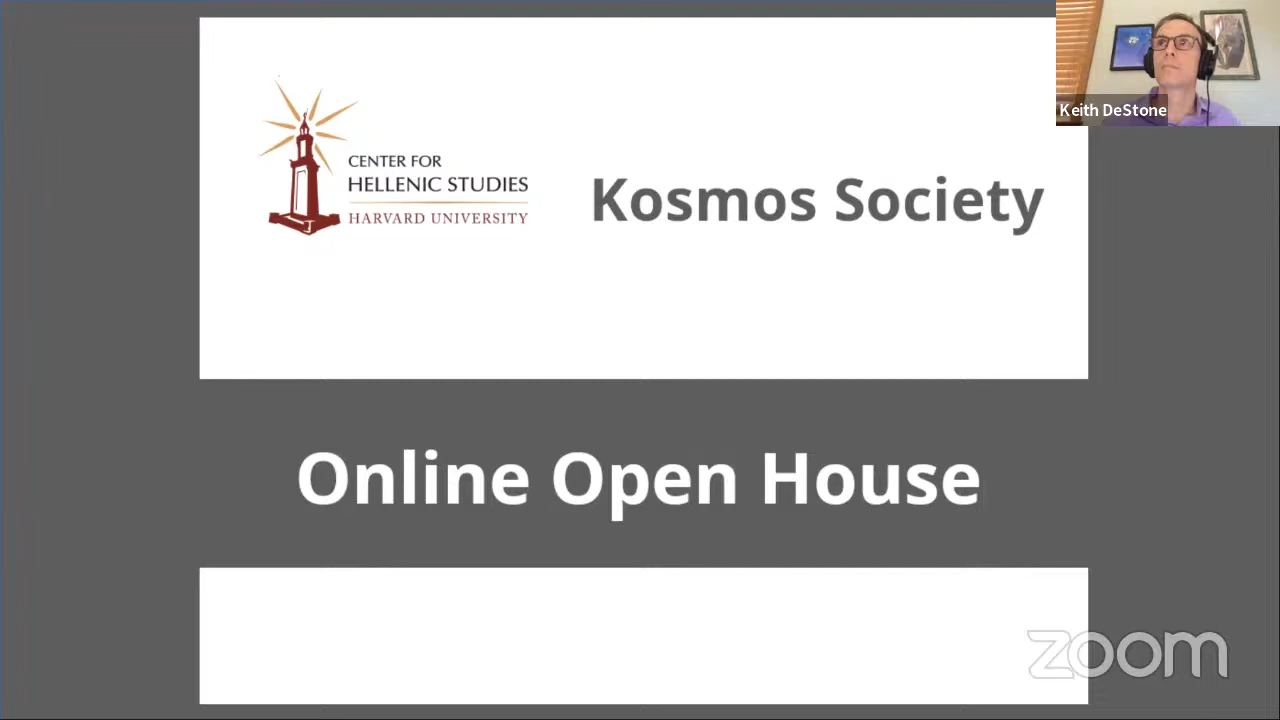 Keith DeStone
CENTER FOR
HELLENIC STUDIES
HARVARD UNIVERSITY
Kosmos Society
Online Open House
zoom